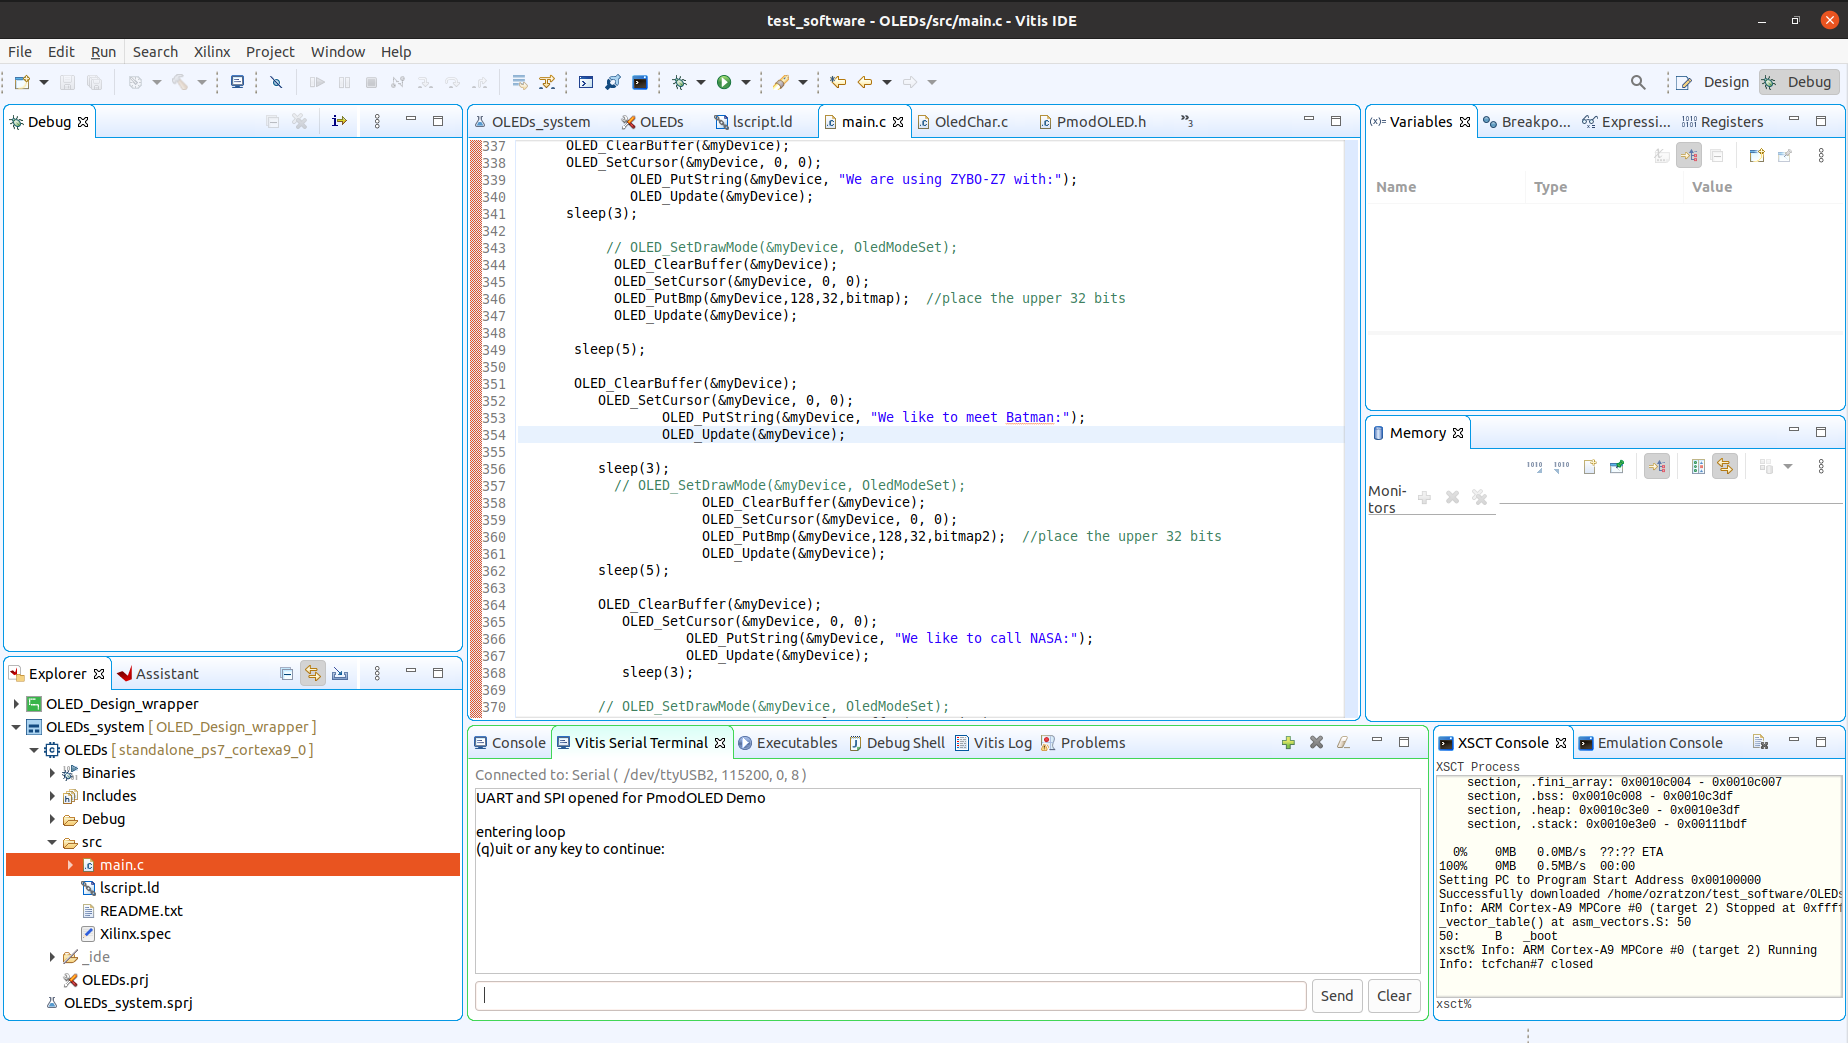 test_software - OLEDs/src/main.c - Vitis IDE
File Edit Run Search Xilinx Project Window Help
Design Debug
Debug
OLEDs_system OLEDs lscript.ld main.c OledChar.c PmodOLED.h »3
337 OLED_ClearBuffer(&myDevice);
338 OLED_SetCursor(&myDevice, 0, 0);
339 OLED_PutString(&myDevice, "We are using ZYBO-Z7 with:");
340 OLED_Update(&myDevice);
341 sleep(3);
342
343 // OLED_SetDrawMode(&myDevice, OledModeSet);
344 OLED_ClearBuffer(&myDevice);
345 OLED_SetCursor(&myDevice, 0, 0);
346 OLED_PutBmp(&myDevice,128,32,bitmap); //place the upper 32 bits
347 OLED_Update(&myDevice);
348
349 sleep(5);
350
351 OLED_ClearBuffer(&myDevice);
352 OLED_SetCursor(&myDevice, 0, 0);
353 OLED_PutString(&myDevice, "We like to meet Batman:");
354 OLED_Update(&myDevice);
355
356 sleep(3);
357 // OLED_SetDrawMode(&myDevice, OledModeSet);
358 OLED_ClearBuffer(&myDevice);
359 OLED_SetCursor(&myDevice, 0, 0);
360 OLED_PutBmp(&myDevice,128,32,bitmap2); //place the upper 32 bits
361 OLED_Update(&myDevice);
362 sleep(5);
363
364 OLED_ClearBuffer(&myDevice);
365 OLED_SetCursor(&myDevice, 0, 0);
366 OLED_PutString(&myDevice, "We like to call NASA:");
367 OLED_Update(&myDevice);
368 sleep(3);
369
370 // OLED_SetDrawMode(&myDevice, OledModeSet);
(x)= Variables Breakpo... Expressi... Registers
Name Type Value
Memory
Moni-
tors
Explorer Assistant
OLED_Design_wrapper
OLEDs_system [ OLED_Design_wrapper ]
OLEDs [ standalone_ps7_cortexa9_0 ]
Binaries
Includes
Debug
src
main.c
lscript.ld
README.txt
Xilinx.spec
_ide
OLEDs.prj
OLEDs_system.sprj
Console Vitis Serial Terminal Executables Debug Shell Vitis Log Problems
Connected to: Serial ( /dev/ttyUSB2, 115200, 0, 8 )
UART and SPI opened for PmodOLED Demo
entering loop
(q)uit or any key to continue:
Send Clear
XSCT Console Emulation Console
XSCT Process
section, .fini_array: 0x0010c004 - 0x0010c007
section, .bss: 0x0010c008 - 0x0010c3df
section, .heap: 0x0010c3e0 - 0x0010e3df
section, .stack: 0x0010e3e0 - 0x00111bdf
0% 0MB 0.0MB/s ??:?? ETA
100% 0MB 0.5MB/s 00:00
Setting PC to Program Start Address 0x00100000
Successfully downloaded /home/ozratzon/test_software/OLEDs
Info: ARM Cortex-A9 MPCore #0 (target 2) Stopped at 0xffff
_vector_table() at asm_vectors.S: 50
50: B _boot
xsct% Info: ARM Cortex-A9 MPCore #0 (target 2) Running
Info: tcfchan#7 closed
xsct%